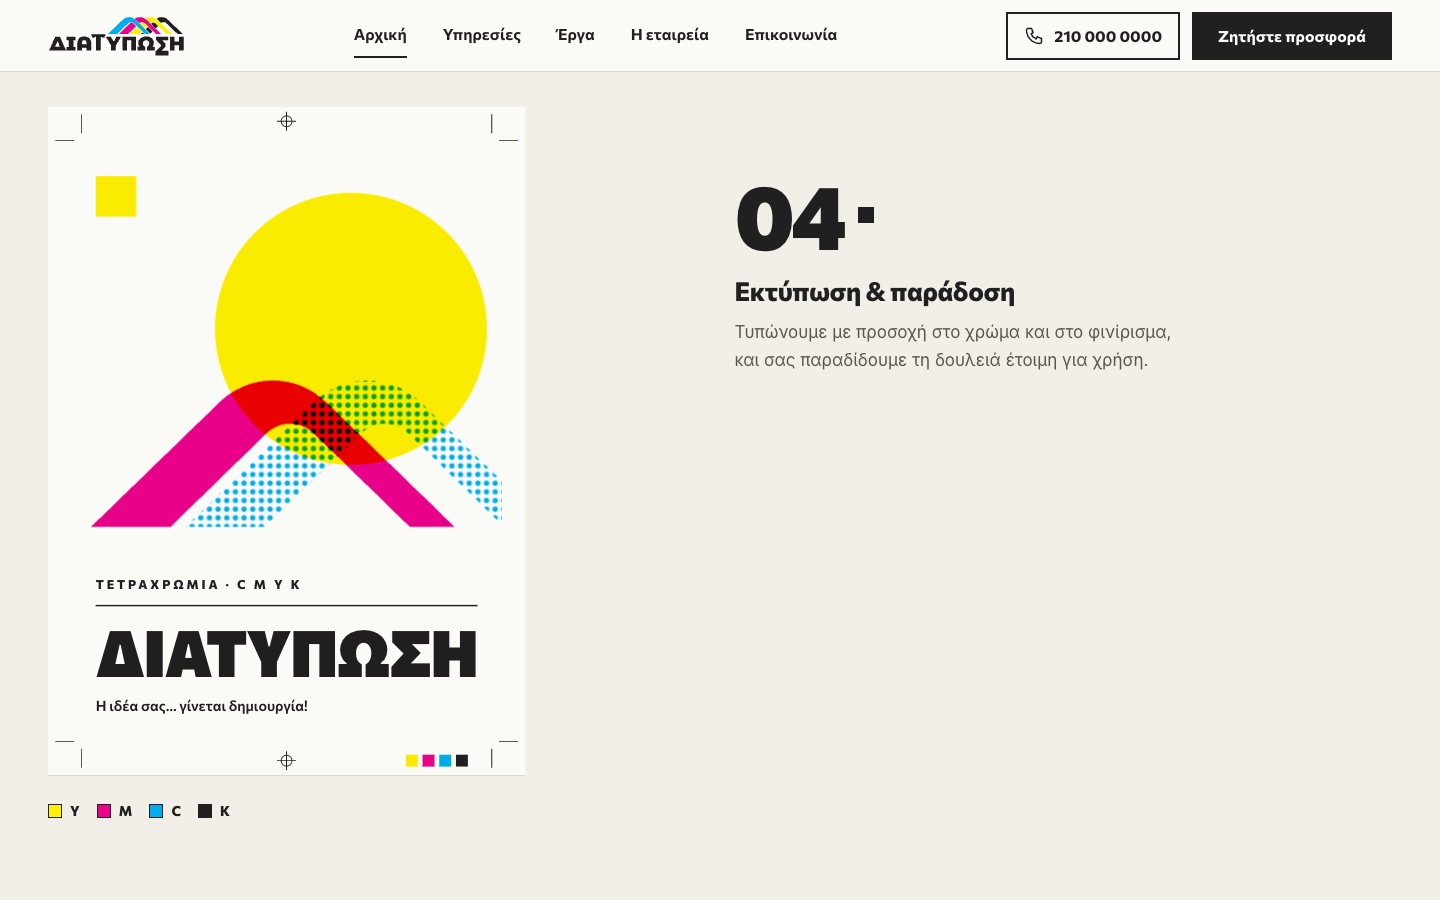 ΔΙΑΤΥΠΩΣΗ
Αρχική
Υπηρεσίες
Έργα
Η εταιρεία
Επικοινωνία
210 000 0000
Ζητήστε προσφορά
ΤΕΤΡΑΧΡΩΜΙΑ · C M Y K
ΔΙΑΤΥΠΩΣΗ
Η ιδέα σας... γίνεται δημιουργία!
Y M C K
04
Εκτύπωση & παράδοση
Τυπώνουμε με προσοχή στο χρώμα και στο φινίρισμα,
και σας παραδίδουμε τη δουλειά έτοιμη για χρήση.